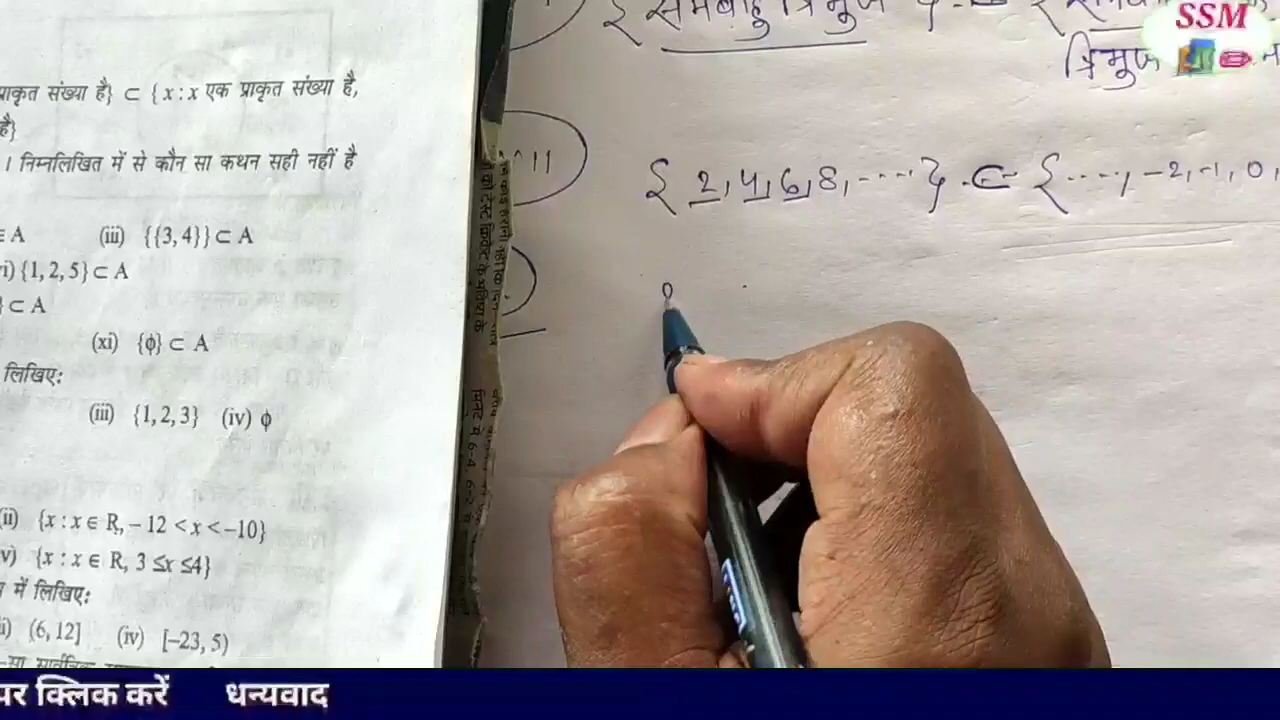 प्राकृत संख्या है} ⊂ { x : x एक प्राकृत संख्या है,
है}
। निम्नलिखित में से कौन सा कथन सही नहीं है
∈ A (iii) {{3, 4}} ⊂ A
i) {1, 2, 5} ⊂ A
} ⊂ A
(xi) {ϕ} ⊂ A
लिखिए:
(iii) {1, 2, 3} (iv) ϕ
(ii) {x : x ∈ R, – 12 < x < –10}
v) {x : x ∈ R, 3 ≤ x ≤ 4}
में लिखिए:
i) (6, 12] (iv) [–23, 5)
{ समबाहु त्रिभुज } ⊂ {
त्रिभुज
{ 2, 4, 6, 8, ----} ⊂ { ----, -2, -1, 0,
SSM
पर क्लिक करें धन्यवाद